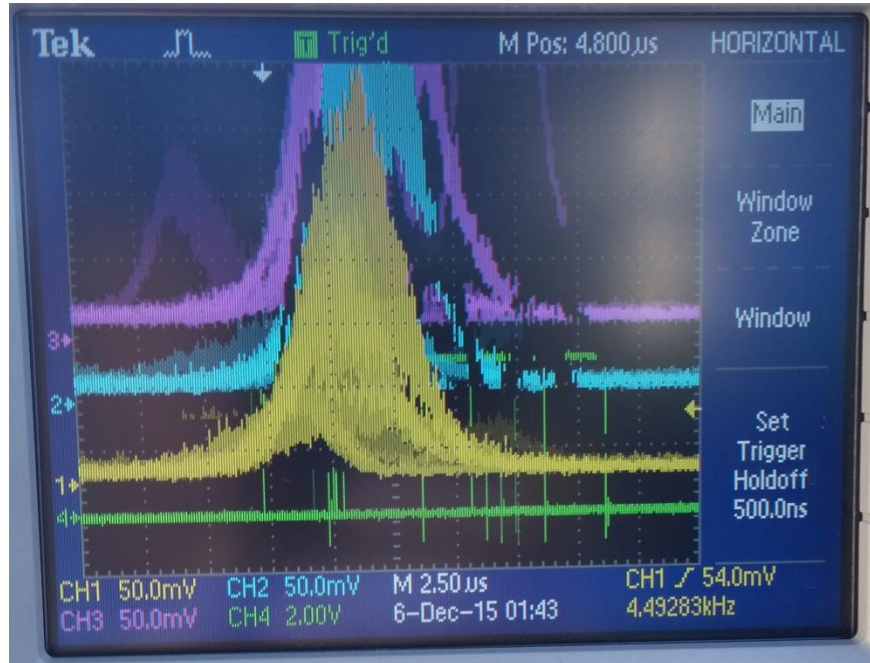 Tek T Trig'd M Pos: 4.800µs HORIZONTAL
Main
Window
Zone
Window
Set
Trigger
Holdoff
500.0ns
3
2
1
4
CH1 50.0mV CH2 50.0mV M 2.50µs CH1 54.0mV
CH3 50.0mV CH4 2.00V 6-Dec-15 01:43 4.49283kHz